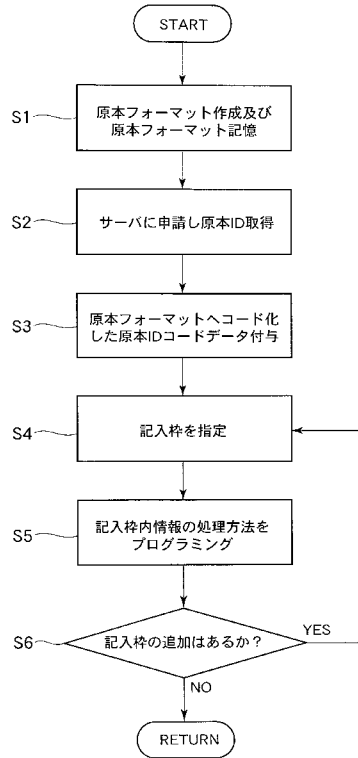 START
S1
原本フォーマット作成及び
原本フォーマット記憶
S2
サーバに申請し原本ID取得
S3
原本フォーマットへコード化
した原本IDコードデータ付与
S4
記入枠を指定
S5
記入枠内情報の処理方法を
プログラミング
S6
記入枠の追加はあるか？
YES
NO
RETURN